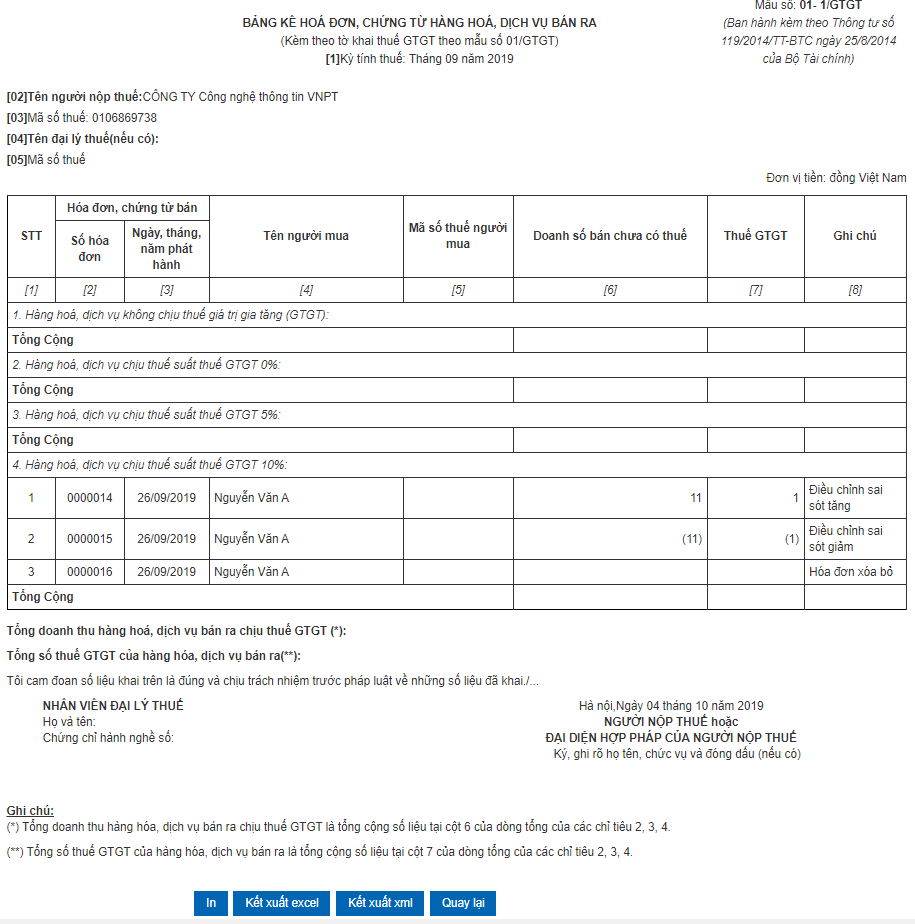 Mẫu số: 01- 1/GTGT
BẢNG KÊ HOÁ ĐƠN, CHỨNG TỪ HÀNG HOÁ, DỊCH VỤ BÁN RA
(Ban hành kèm theo Thông tư số
(Kèm theo tờ khai thuế GTGT theo mẫu số 01/GTGT)
119/2014/TT-BTC ngày 25/8/2014
[1]Kỳ tính thuế: Tháng 09 năm 2019
của Bộ Tài chính)
[02]Tên người nộp thuế:CÔNG TY Công nghệ thông tin VNPT
[03]Mã số thuế: 0106869738
[04]Tên đại lý thuế(nếu có):
[05]Mã số thuế
Đơn vị tiền: đồng Việt Nam
STT
Hóa đơn, chứng từ bán
Số hóa
đơn
Ngày, tháng,
năm phát
hành
Tên người mua
Mã số thuế người
mua
Doanh số bán chưa có thuế
Thuế GTGT
Ghi chú
[1] [2] [3] [4] [5] [6] [7] [8]
1. Hàng hoá, dịch vụ không chịu thuế giá trị gia tăng (GTGT):
Tổng Cộng
2. Hàng hoá, dịch vụ chịu thuế suất thuế GTGT 0%:
Tổng Cộng
3. Hàng hoá, dịch vụ chịu thuế suất thuế GTGT 5%:
Tổng Cộng
4. Hàng hoá, dịch vụ chịu thuế suất thuế GTGT 10%:
1 0000014 26/09/2019 Nguyễn Văn A 11 1 Điều chỉnh sai
sót tăng
2 0000015 26/09/2019 Nguyễn Văn A (11) (1) Điều chỉnh sai
sót giảm
3 0000016 26/09/2019 Nguyễn Văn A Hóa đơn xóa bỏ
Tổng Cộng
Tổng doanh thu hàng hoá, dịch vụ bán ra chịu thuế GTGT (*):
Tổng số thuế GTGT của hàng hóa, dịch vụ bán ra(**):
Tôi cam đoan số liệu khai trên là đúng và chịu trách nhiệm trước pháp luật về những số liệu đã khai./...
NHÂN VIÊN ĐẠI LÝ THUẾ
Họ và tên:
Chứng chỉ hành nghề số:
Hà nội,Ngày 04 tháng 10 năm 2019
NGƯỜI NỘP THUẾ hoặc
ĐẠI DIỆN HỢP PHÁP CỦA NGƯỜI NỘP THUẾ
Ký, ghi rõ họ tên, chức vụ và đóng dấu (nếu có)
Ghi chú:
(*) Tổng doanh thu hàng hóa, dịch vụ bán ra chịu thuế GTGT là tổng cộng số liệu tại cột 6 của dòng tổng của các chỉ tiêu 2, 3, 4.
(**) Tổng số thuế GTGT của hàng hóa, dịch vụ bán ra là tổng cộng số liệu tại cột 7 của dòng tổng của các chỉ tiêu 2, 3, 4.
In Kết xuất excel Kết xuất xml Quay lại